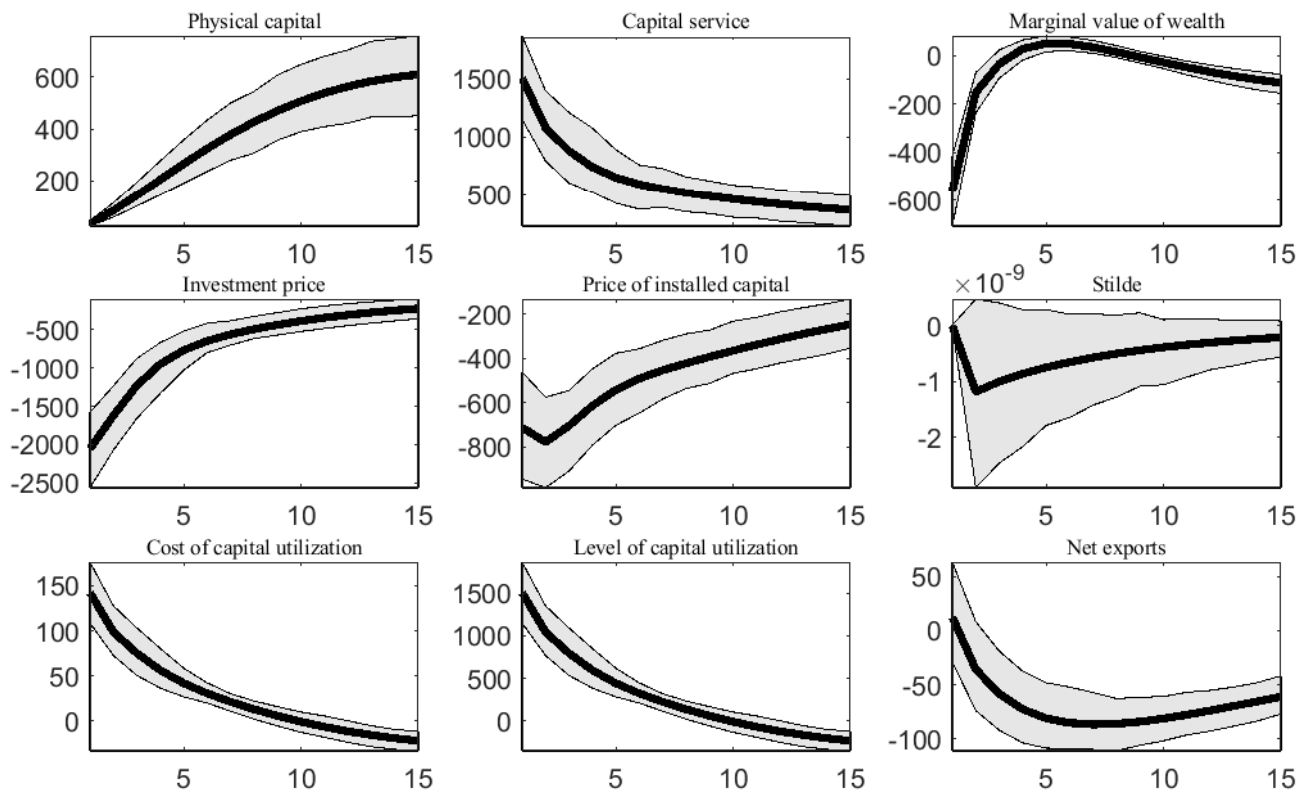 Physical capital
600
400
200
5 10 15
Capital service
1500
1000
500
5 10 15
Marginal value of wealth
0
-200
-400
-600
5 10 15
Investment price
-500
-1000
-1500
-2000
-2500
5 10 15
Price of installed capital
-200
-400
-600
-800
5 10 15
Stilde
×10⁻⁹
0
-1
-2
5 10 15
Cost of capital utilization
150
100
50
0
5 10 15
Level of capital utilization
1500
1000
500
0
5 10 15
Net exports
50
0
-50
-100
5 10 15